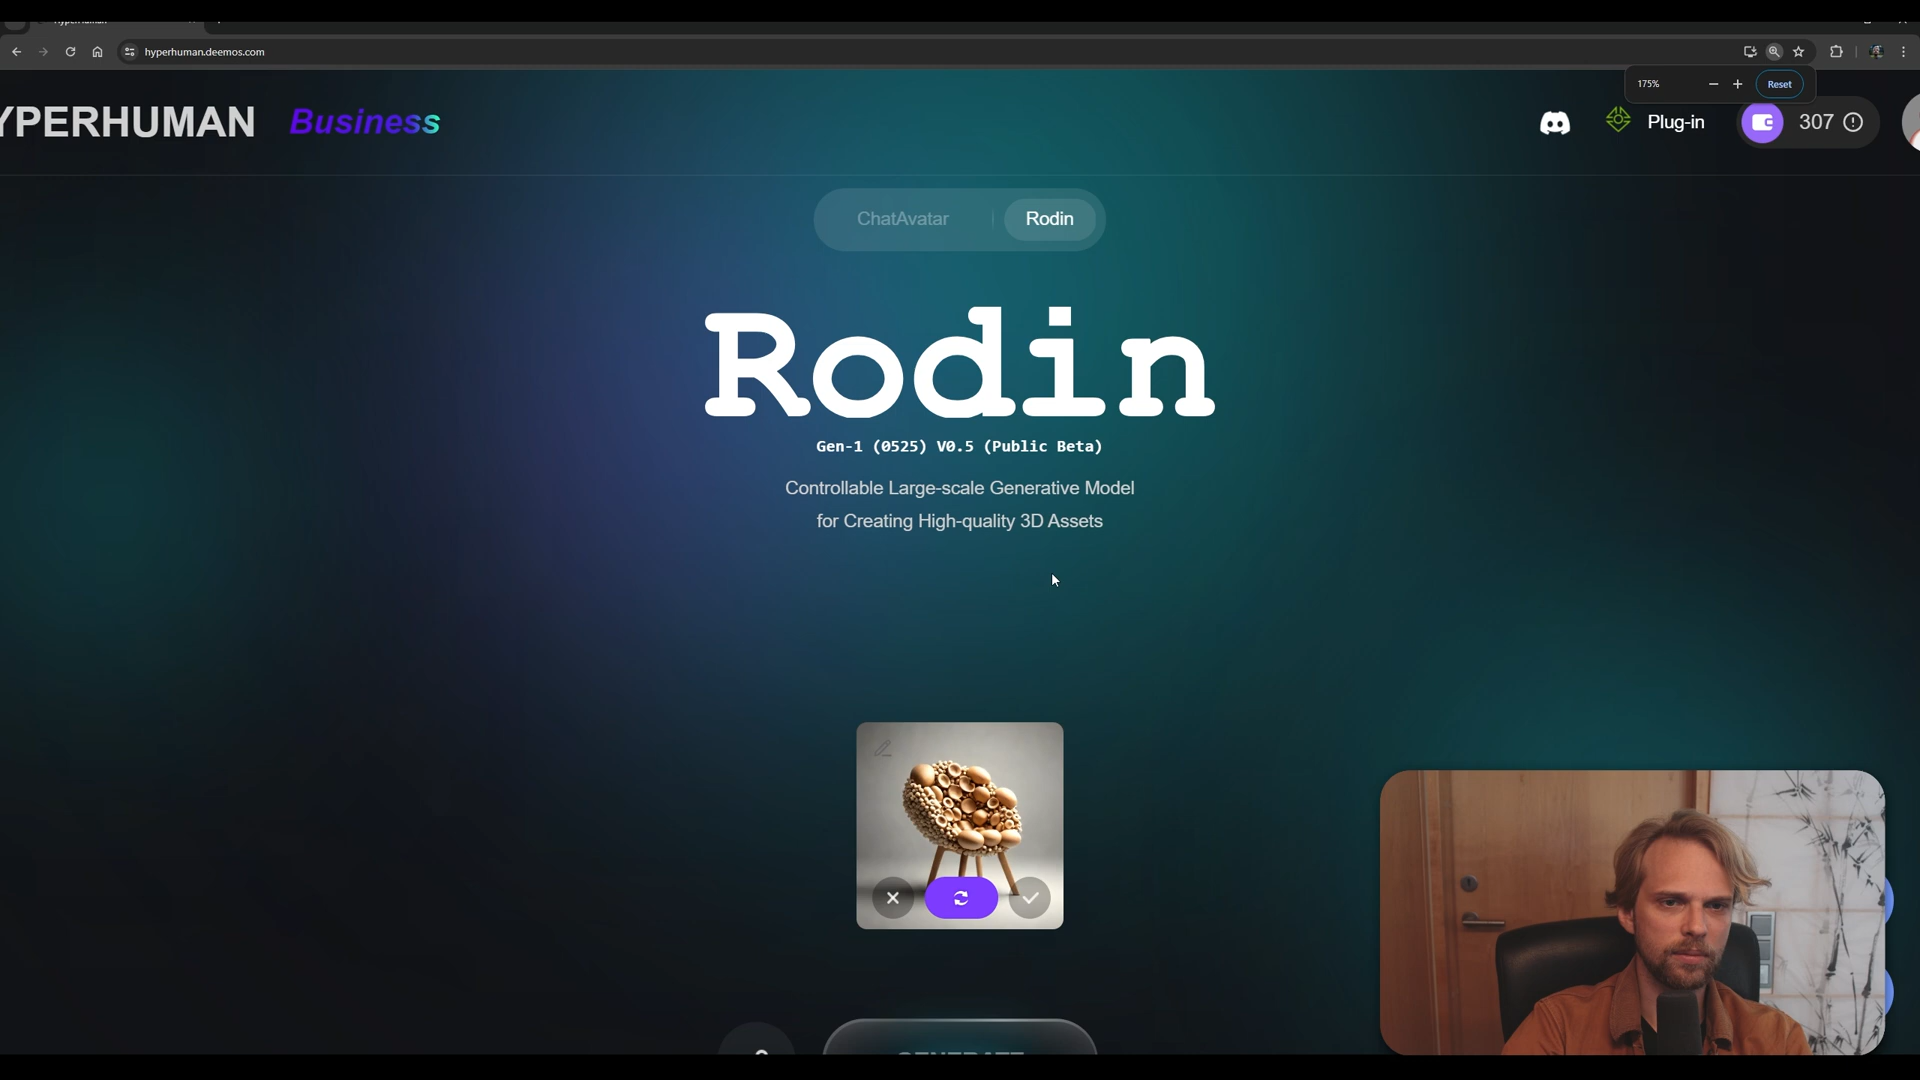 hyperhuman.deemos.com
175%
Reset
YPERHUMAN
Business
Plug-in
307
ChatAvatar
Rodin
Rodin
Gen-1 (0525) V0.5 (Public Beta)
Controllable Large-scale Generative Model
for Creating High-quality 3D Assets